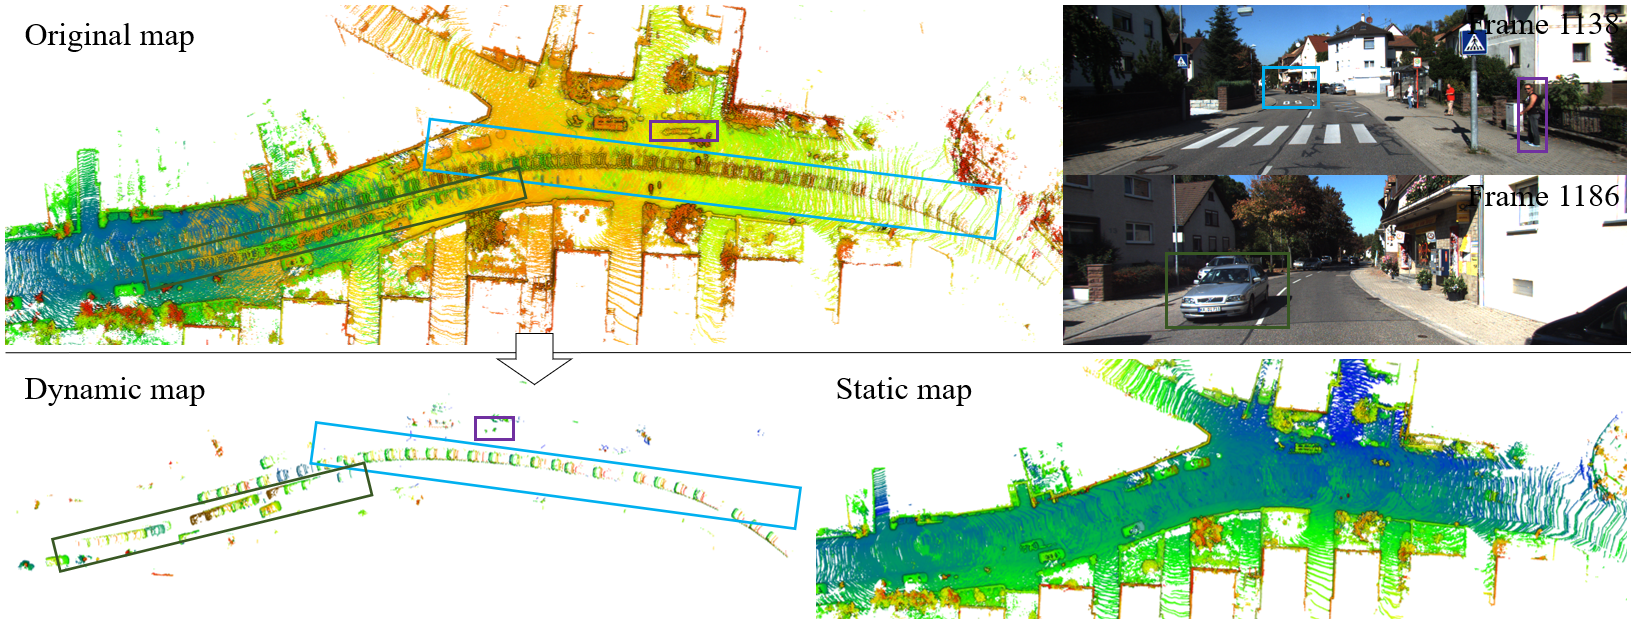 Original map
Frame 1138
Frame 1186
Dynamic map
Static map